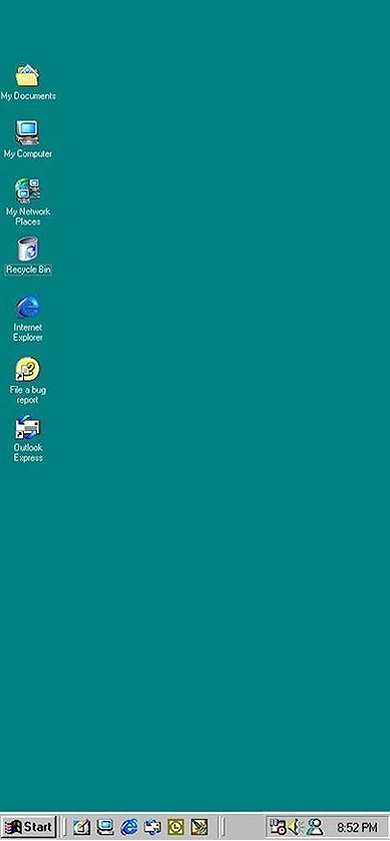 My Documents
My Computer
My Network
Places
Recycle Bin
Internet
Explorer
File a bug
report
Outlook
Express
Start
8:52 PM